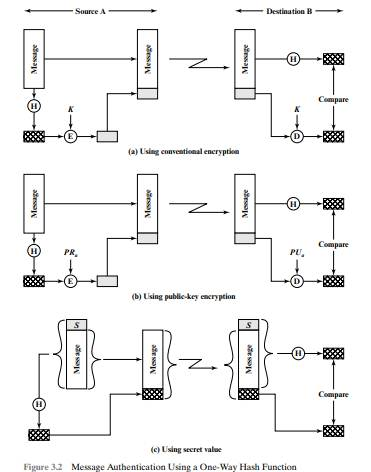 Source A
Destination B
Message
Message
Message
H
Compare
H
K
K
E
D
(a) Using conventional encryption
Message
Message
Message
H
Compare
H
PRa
PUa
E
D
(b) Using public-key encryption
S
S
Message
Message
Message
H
Compare
H
(c) Using secret value
Figure 3.2 Message Authentication Using a One-Way Hash Function